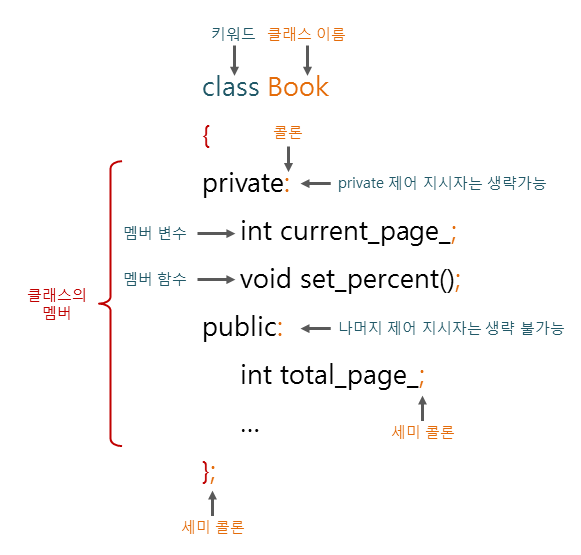 키워드 클래스 이름
class Book
{ 콜론
private: private 제어 지시자는 생략가능
멤버 변수 int current_page_;
멤버 함수 void set_percent();
클래스의
멤버
public: 나머지 제어 지시자는 생략 불가능
int total_page_;
... 세미 콜론
};
세미 콜론